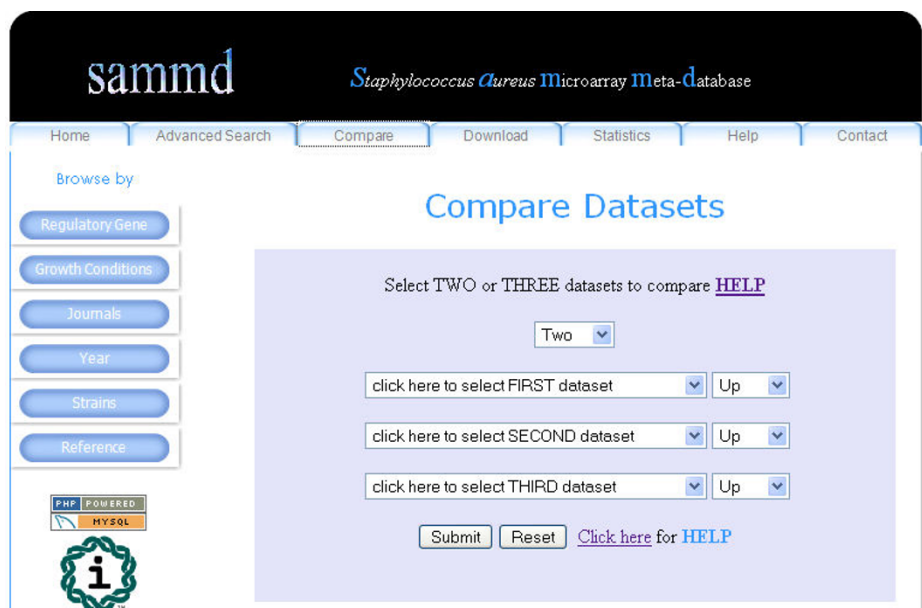 sammd
Staphylococcus aureus microarray meta-database
Home Advanced Search Compare Download Statistics Help Contact
Browse by
Regulatory Gene
Growth Conditions
Journals
Year
Strains
Reference
PHP POWERED
MYSQL
i
TM
Compare Datasets
Select TWO or THREE datasets to compare HELP
Two
click here to select FIRST dataset Up
click here to select SECOND dataset Up
click here to select THIRD dataset Up
Submit Reset Click here for HELP